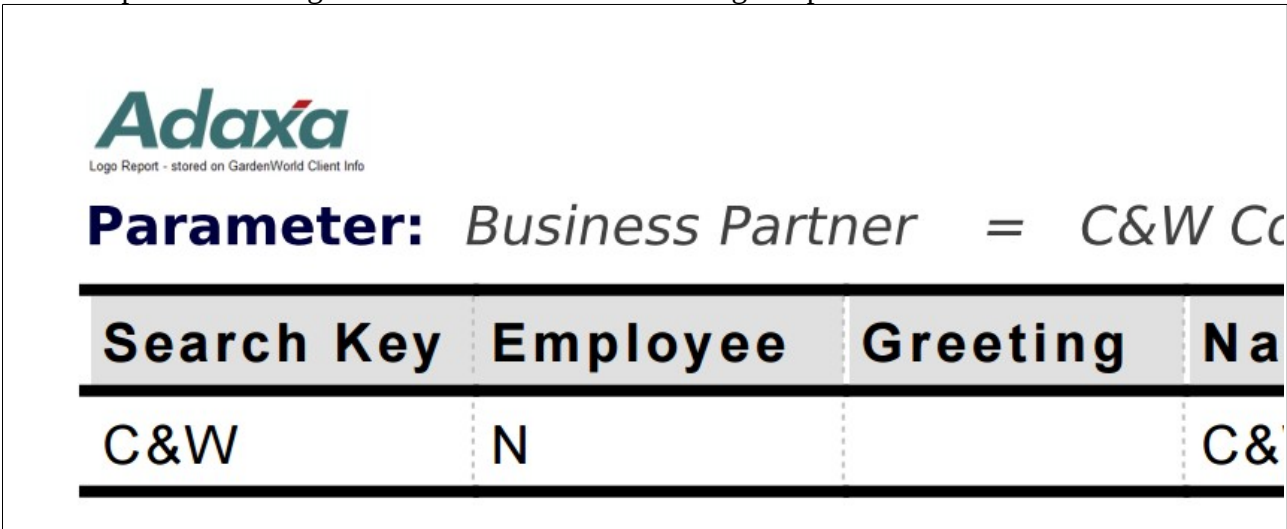 Adaxa
Logo Report - stored on GardenWorld Client Info
Parameter: Business Partner = C&W
Search Key Employee Greeting
C&W N